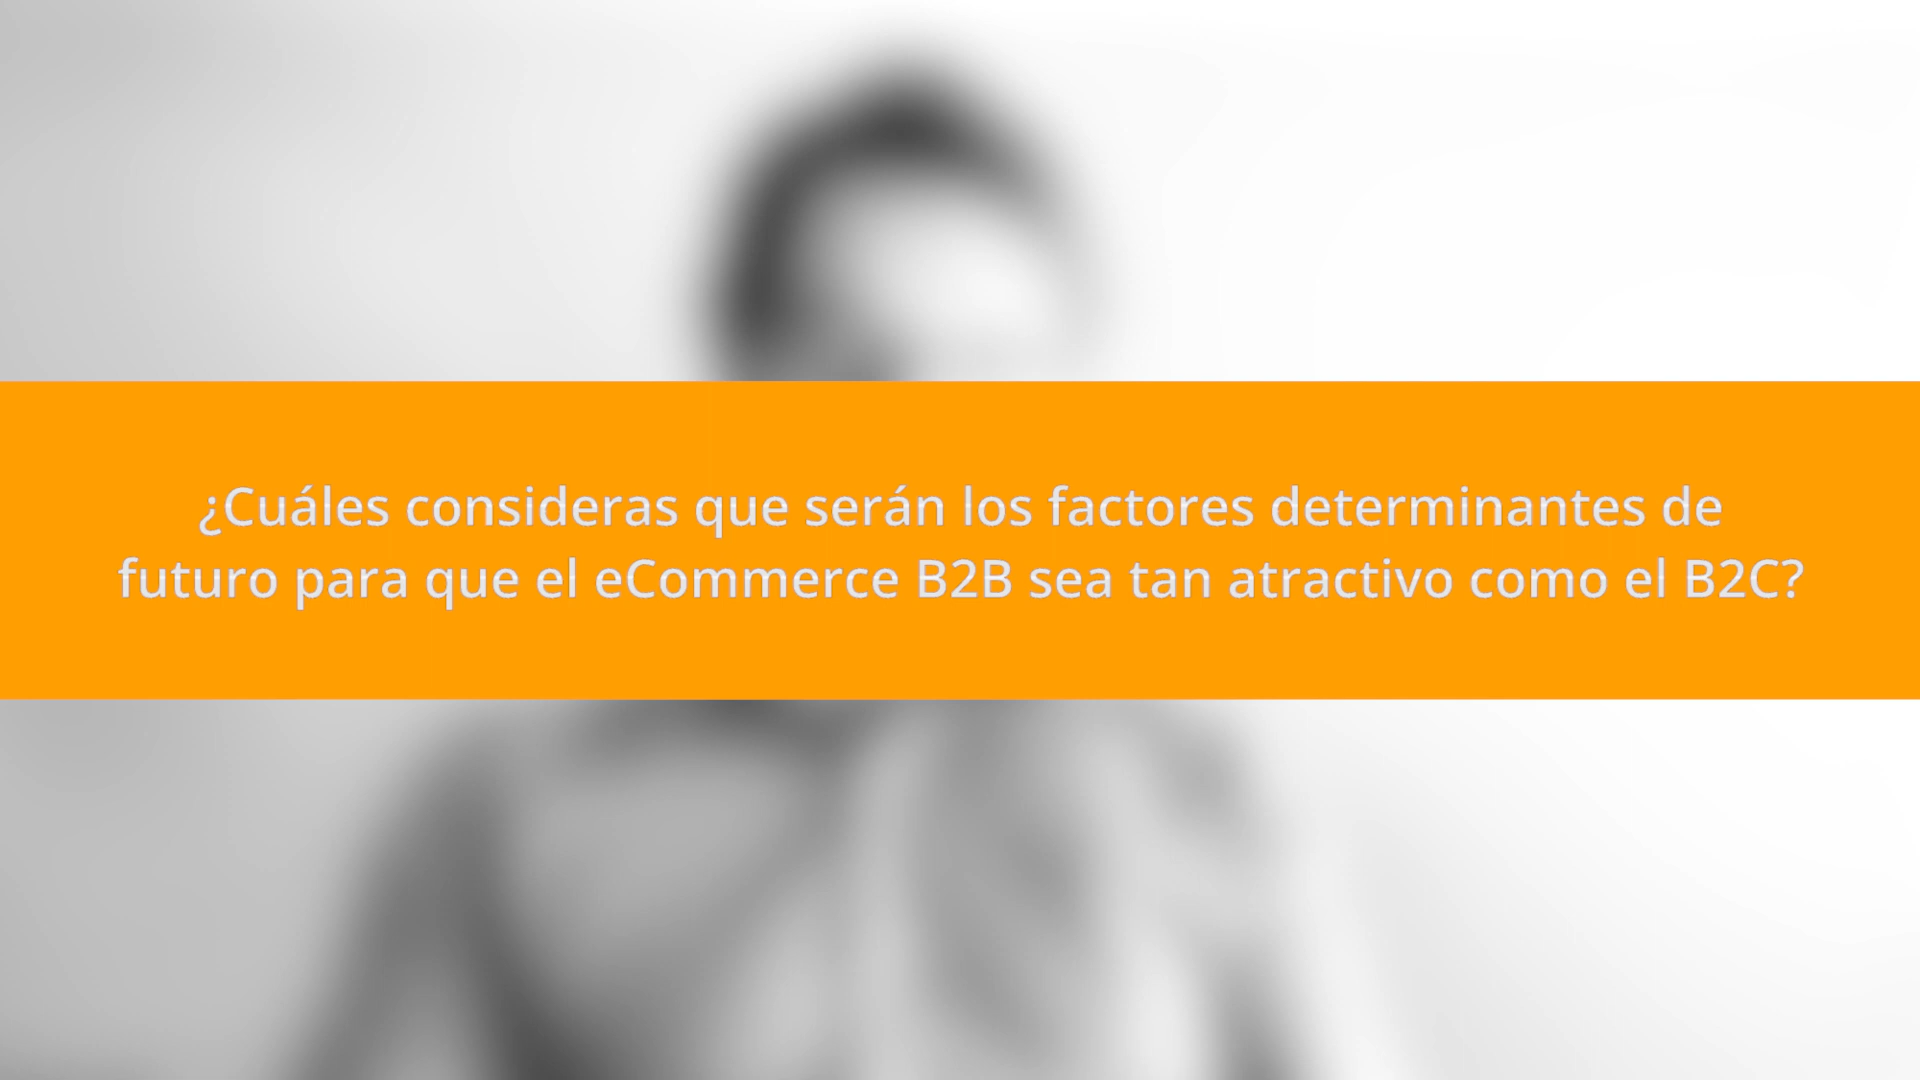 ¿Cuáles consideras que serán los factores determinantes de
futuro para que el eCommerce B2B sea tan atractivo como el B2C?